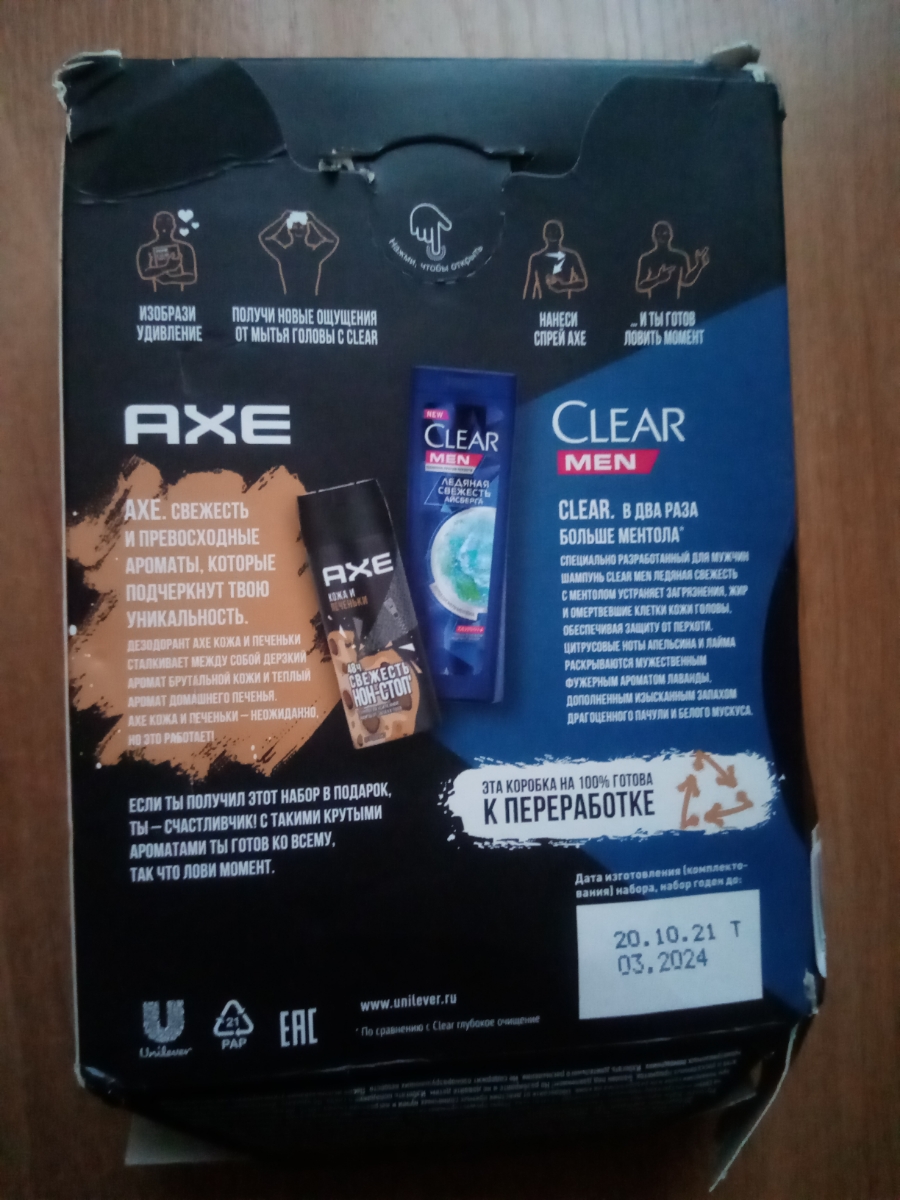 Нажми, чтобы открыть
ИЗОБРАЗИ
УДИВЛЕНИЕ
ПОЛУЧИ НОВЫЕ ОЩУЩЕНИЯ
ОТ МЫТЬЯ ГОЛОВЫ С CLEAR
НАНЕСИ
СПРЕЙ AXE
... И ТЫ ГОТОВ
ЛОВИТЬ МОМЕНТ
AXE
AXE. СВЕЖЕСТЬ
И ПРЕВОСХОДНЫЕ
АРОМАТЫ, КОТОРЫЕ
ПОДЧЕРКНУТ ТВОЮ
УНИКАЛЬНОСТЬ.
ДЕЗОДОРАНТ AXE КОЖА И ПЕЧЕНЬКИ
СТАЛКИВАЕТ МЕЖДУ СОБОЙ ДЕРЗКИЙ
АРОМАТ БРУТАЛЬНОЙ КОЖИ И ТЕПЛЫЙ
АРОМАТ ДОМАШНЕГО ПЕЧЕНЬЯ.
AXE КОЖА И ПЕЧЕНЬКИ – НЕОЖИДАННО,
НО ЭТО РАБОТАЕТ!
AXE
КОЖА И
ПЕЧЕНЬКИ
48Ч
СВЕЖЕСТЬ
НОН-СТОП
NEW
CLEAR
MEN
ЛЕДЯНАЯ
СВЕЖЕСТЬ
АЙСБЕРГА
CLEAR
MEN
CLEAR. В ДВА РАЗА
БОЛЬШЕ МЕНТОЛА*
СПЕЦИАЛЬНО РАЗРАБОТАННЫЙ ДЛЯ МУЖЧИН
ШАМПУНЬ CLEAR MEN ЛЕДЯНАЯ СВЕЖЕСТЬ
С МЕНТОЛОМ УСТРАНЯЕТ ЗАГРЯЗНЕНИЯ, ЖИР
И ОМЕРТВЕВШИЕ КЛЕТКИ КОЖИ ГОЛОВЫ,
ОБЕСПЕЧИВАЯ ЗАЩИТУ ОТ ПЕРХОТИ.
ЦИТРУСОВЫЕ НОТЫ АПЕЛЬСИНА И ЛАЙМА
РАСКРЫВАЮТСЯ МУЖЕСТВЕННЫМ
ФУЖЕРНЫМ АРОМАТОМ ЛАВАНДЫ,
ДОПОЛНЕННЫМ ИЗЫСКАННЫМ ЗАПАХОМ
ДРАГОЦЕННОГО ПАЧУЛИ И БЕЛОГО МУСКУСА.
ЕСЛИ ТЫ ПОЛУЧИЛ ЭТОТ НАБОР В ПОДАРОК,
ТЫ – СЧАСТЛИВЧИК! С ТАКИМИ КРУТЫМИ
АРОМАТАМИ ТЫ ГОТОВ КО ВСЕМУ,
ТАК ЧТО ЛОВИ МОМЕНТ.
ЭТА КОРОБКА НА 100% ГОТОВА
К ПЕРЕРАБОТКЕ
Дата изготовления (комплекто-
вания) набора, набор годен до:
20.10.21 Т
03.2024
Unilever
21
PAP
EAC
www.unilever.ru
* По сравнению с Clear глубокое очищение